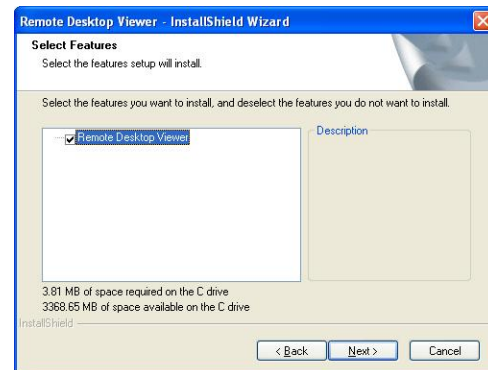 Remote Desktop Viewer - InstallShield Wizard
Select Features
Select the features setup will install.
Select the features you want to install, and deselect the features you do not want to install.
Remote Desktop Viewer
Description
3.81 MB of space required on the C drive
3368.65 MB of space available on the C drive
InstallShield
< Back
Next >
Cancel